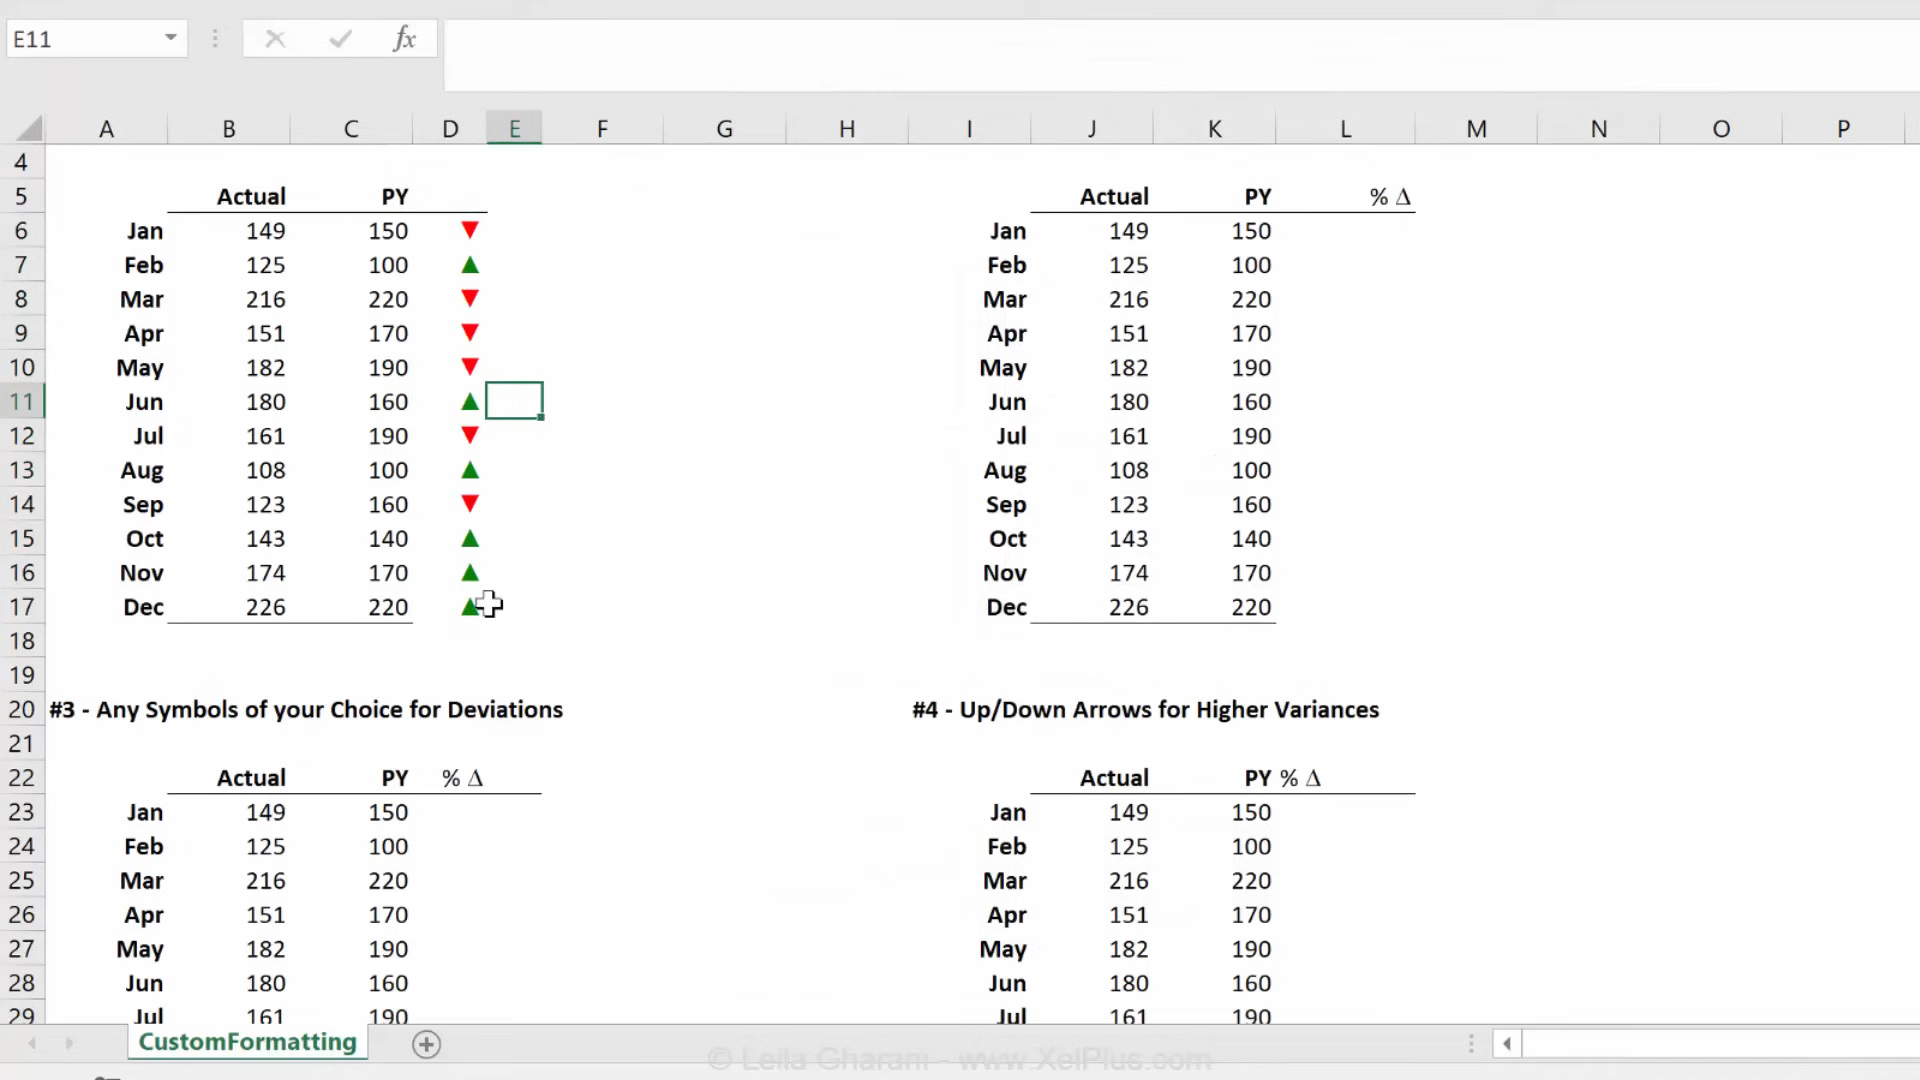 E11 fx
A B C D E F G H I J K L M N O P
4
5 Actual PY Actual PY % Δ
6 Jan 149 150 ▼ Jan 149 150
7 Feb 125 100 ▲ Feb 125 100
8 Mar 216 220 ▼ Mar 216 220
9 Apr 151 170 ▼ Apr 151 170
10 May 182 190 ▼ May 182 190
11 Jun 180 160 ▲ Jun 180 160
12 Jul 161 190 ▼ Jul 161 190
13 Aug 108 100 ▲ Aug 108 100
14 Sep 123 160 ▼ Sep 123 160
15 Oct 143 140 ▲ Oct 143 140
16 Nov 174 170 ▲ Nov 174 170
17 Dec 226 220 ▲ Dec 226 220
18
19
20 #3 - Any Symbols of your Choice for Deviations #4 - Up/Down Arrows for Higher Variances
21
22 Actual PY % Δ Actual PY % Δ
23 Jan 149 150 Jan 149 150
24 Feb 125 100 Feb 125 100
25 Mar 216 220 Mar 216 220
26 Apr 151 170 Apr 151 170
27 May 182 190 May 182 190
28 Jun 180 160 Jun 180 160
29 Jul 161 190 Jul 161 190
CustomFormatting
© Leila Gharani - www.XelPlus.com